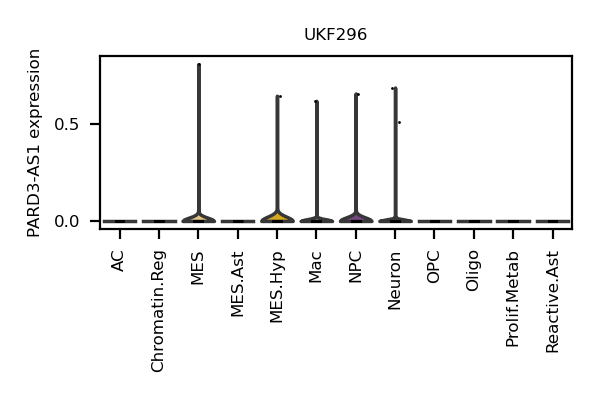 UKF296
PARD3-AS1 expression
0.5
0.0
AC
Chromatin.Reg
MES
MES.Ast
MES.Hyp
Mac
NPC
Neuron
OPC
Oligo
Prolif.Metab
Reactive.Ast